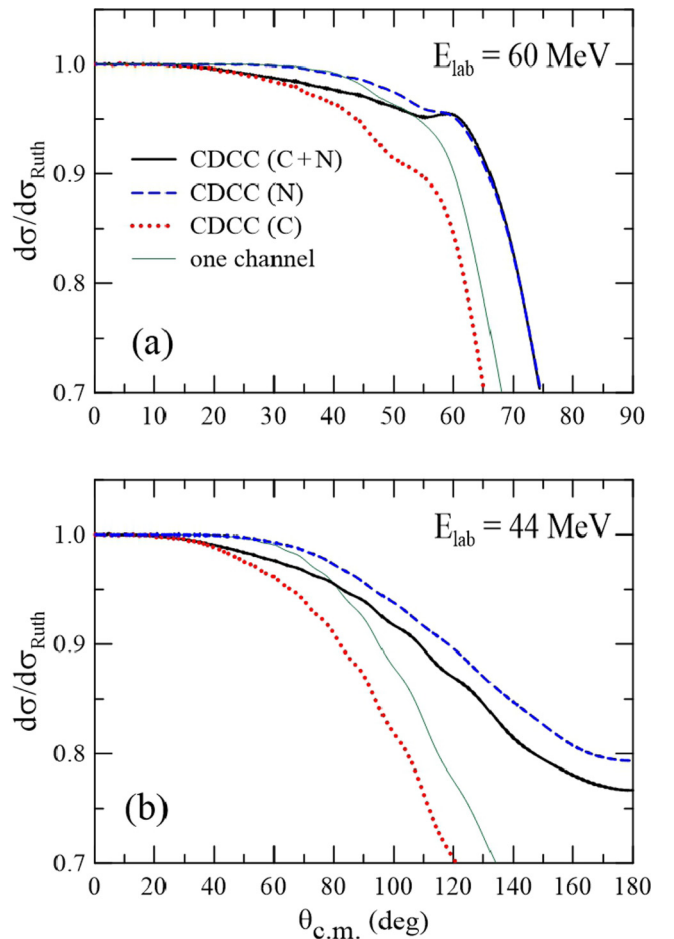 E_lab = 60 MeV
1.0
0.9
0.8
0.7
dσ/dσ_Ruth
CDCC (C+N)
CDCC (N)
CDCC (C)
one channel
(a)
0 10 20 30 40 50 60 70 80 90
E_lab = 44 MeV
1.0
0.9
0.8
0.7
dσ/dσ_Ruth
(b)
0 20 40 60 80 100 120 140 160 180
θ_c.m. (deg)